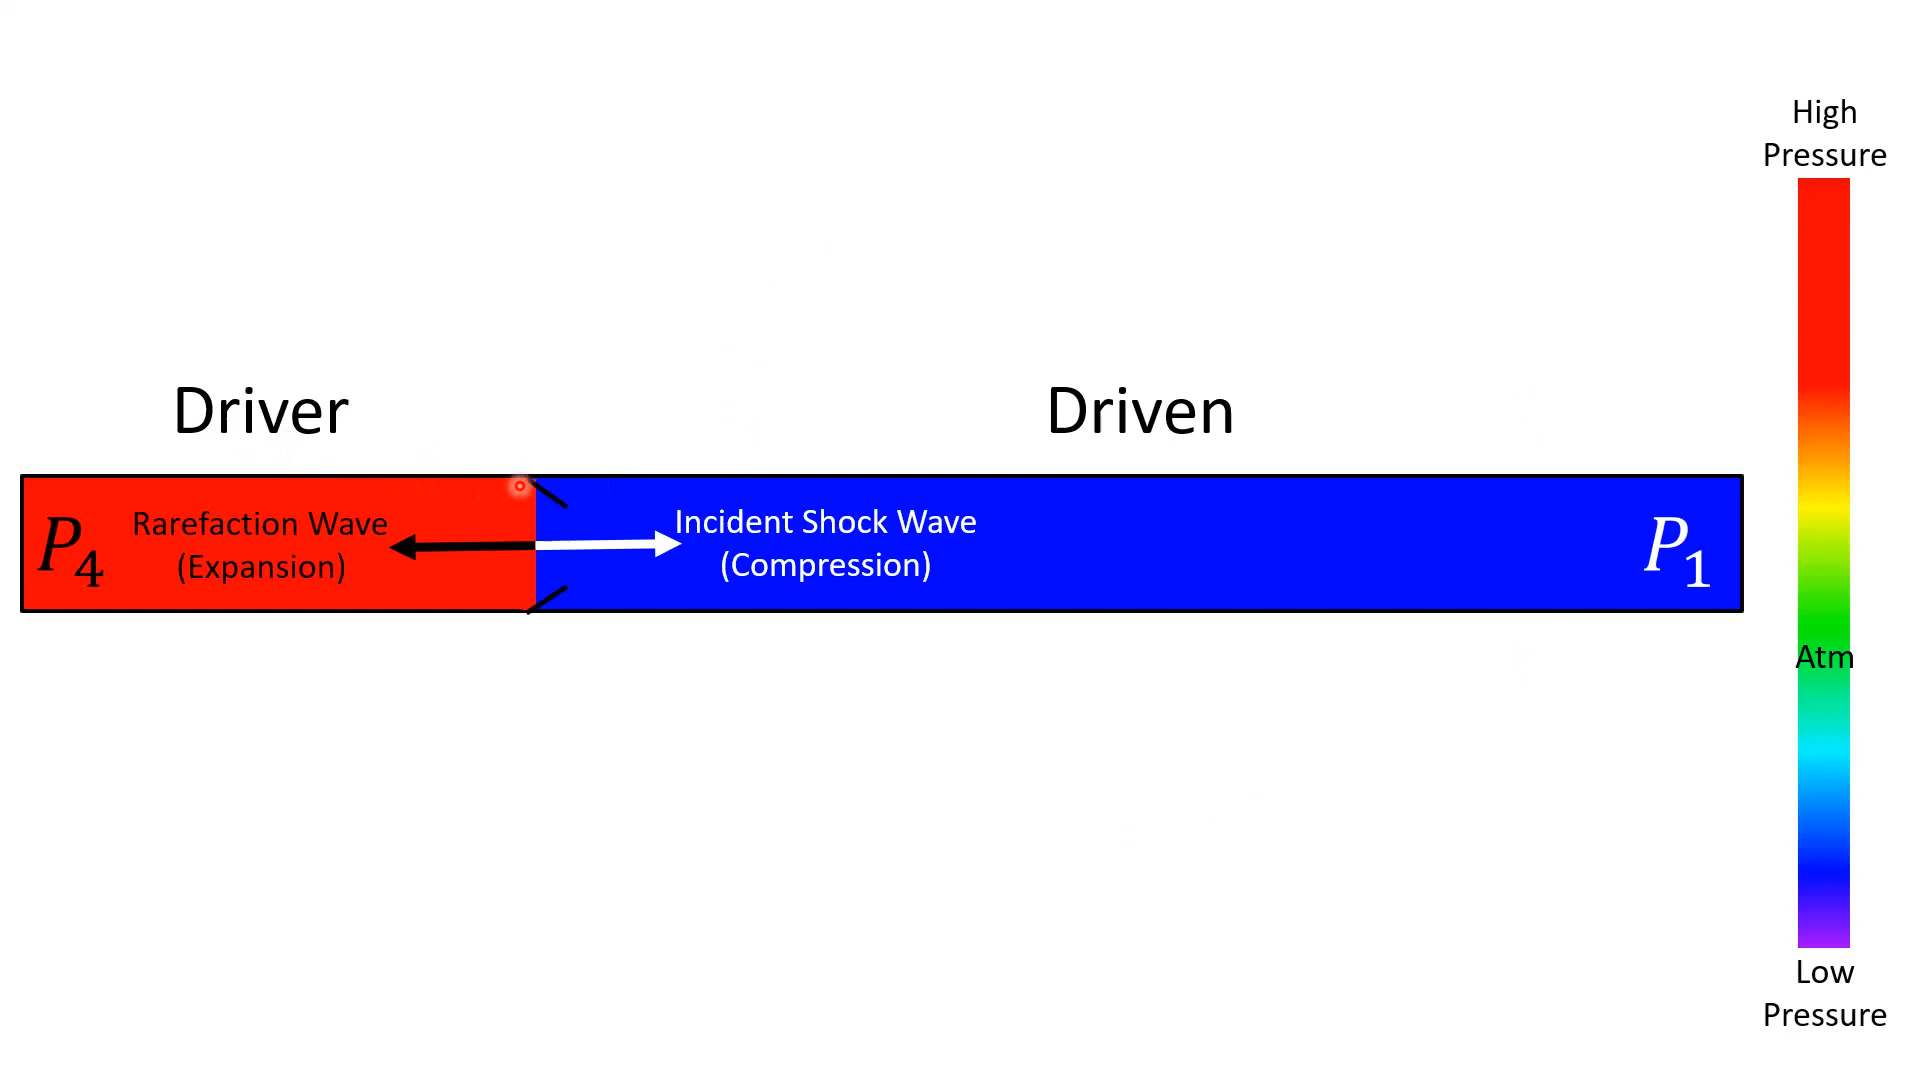 High
Pressure
Driver
Driven
P4
Rarefaction Wave
(Expansion)
Incident Shock Wave
(Compression)
P1
Atm
Low
Pressure